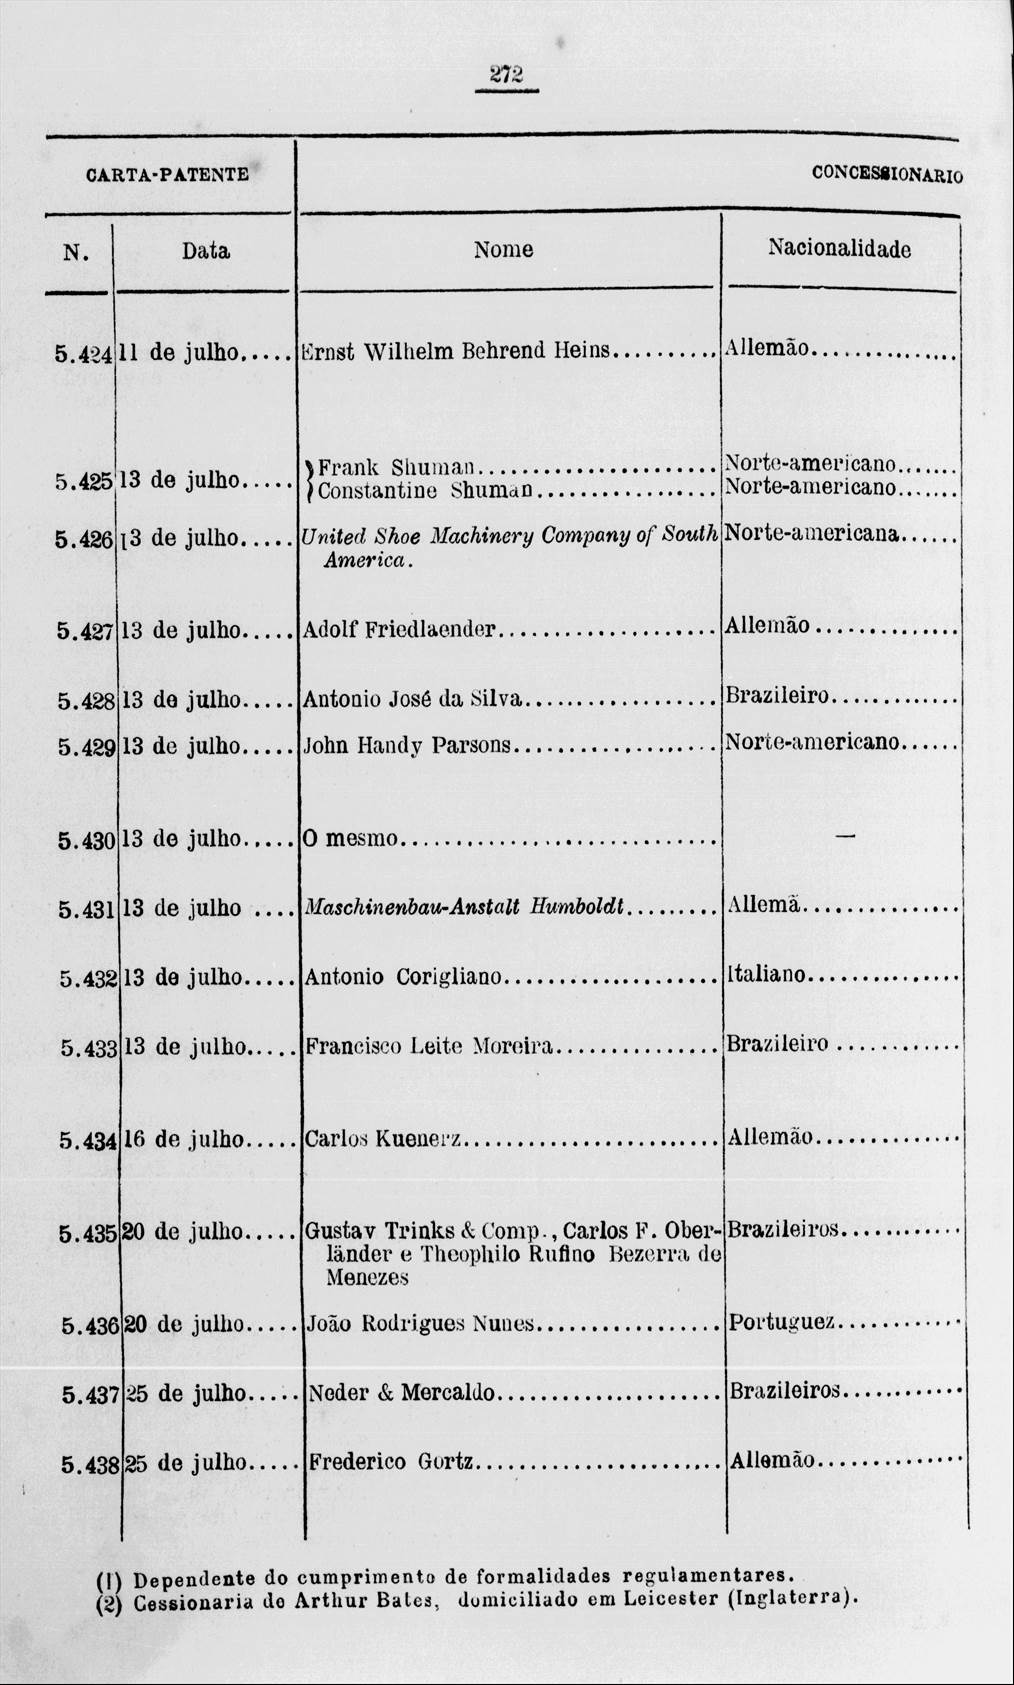 272
CARTA-PATENTE CONCESSIONARIO
N. Data Nome Nacionalidade
5.424 11 de julho..... Ernst Wilhelm Behrend Heins.......... Allemão...............
5.425 13 de julho..... Frank Shuman...................... Norte-americano.......
Constantine Shuman................. Norte-americano.......
5.426 13 de julho..... United Shoe Machinery Company of South Norte-americana......
America.
5.427 13 de julho..... Adolf Friedlaender.................... Allemão..............
5.428 13 de julho..... Antonio José da Silva.................. Brazileiro.............
5.429 13 de julho..... John Handy Parsons................... Norte-americano......
5.430 13 de julho..... O mesmo.............................. —
5.431 13 de julho .... Maschinenbau-Anstalt Humboldt......... Allemã...............
5.432 13 de julho..... Antonio Corigliano.................... Italiano...............
5.433 13 de julho..... Francisco Leite Moreira................ Brazileiro ............
5.434 16 de julho..... Carlos Kuenerz........................ Allemão..............
5.435 20 de julho..... Gustav Trinks & Comp., Carlos F. Ober- Brazileiros............
länder e Theophilo Rufino Bezerra de
Menezes
5.436 20 de julho..... João Rodrigues Nunes.................. Portuguez............
5.437 25 de julho..... Neder & Mercaldo...................... Brazileiros............
5.438 25 de julho..... Frederico Gortz........................ Allemão..............
(1) Dependente do cumprimento de formalidades regulamentares.
(2) Cessionaria de Arthur Bates, domiciliado em Leicester (Inglaterra).